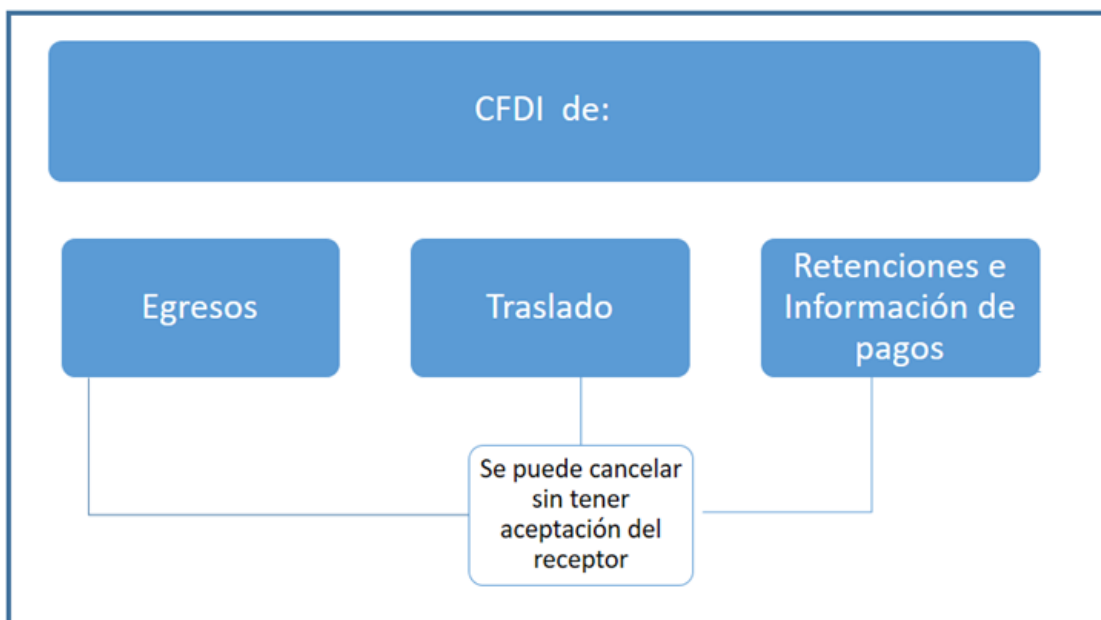 CFDI de:
Egresos
Traslado
Retenciones e
Información de
pagos
Se puede cancelar
sin tener
aceptación del
receptor